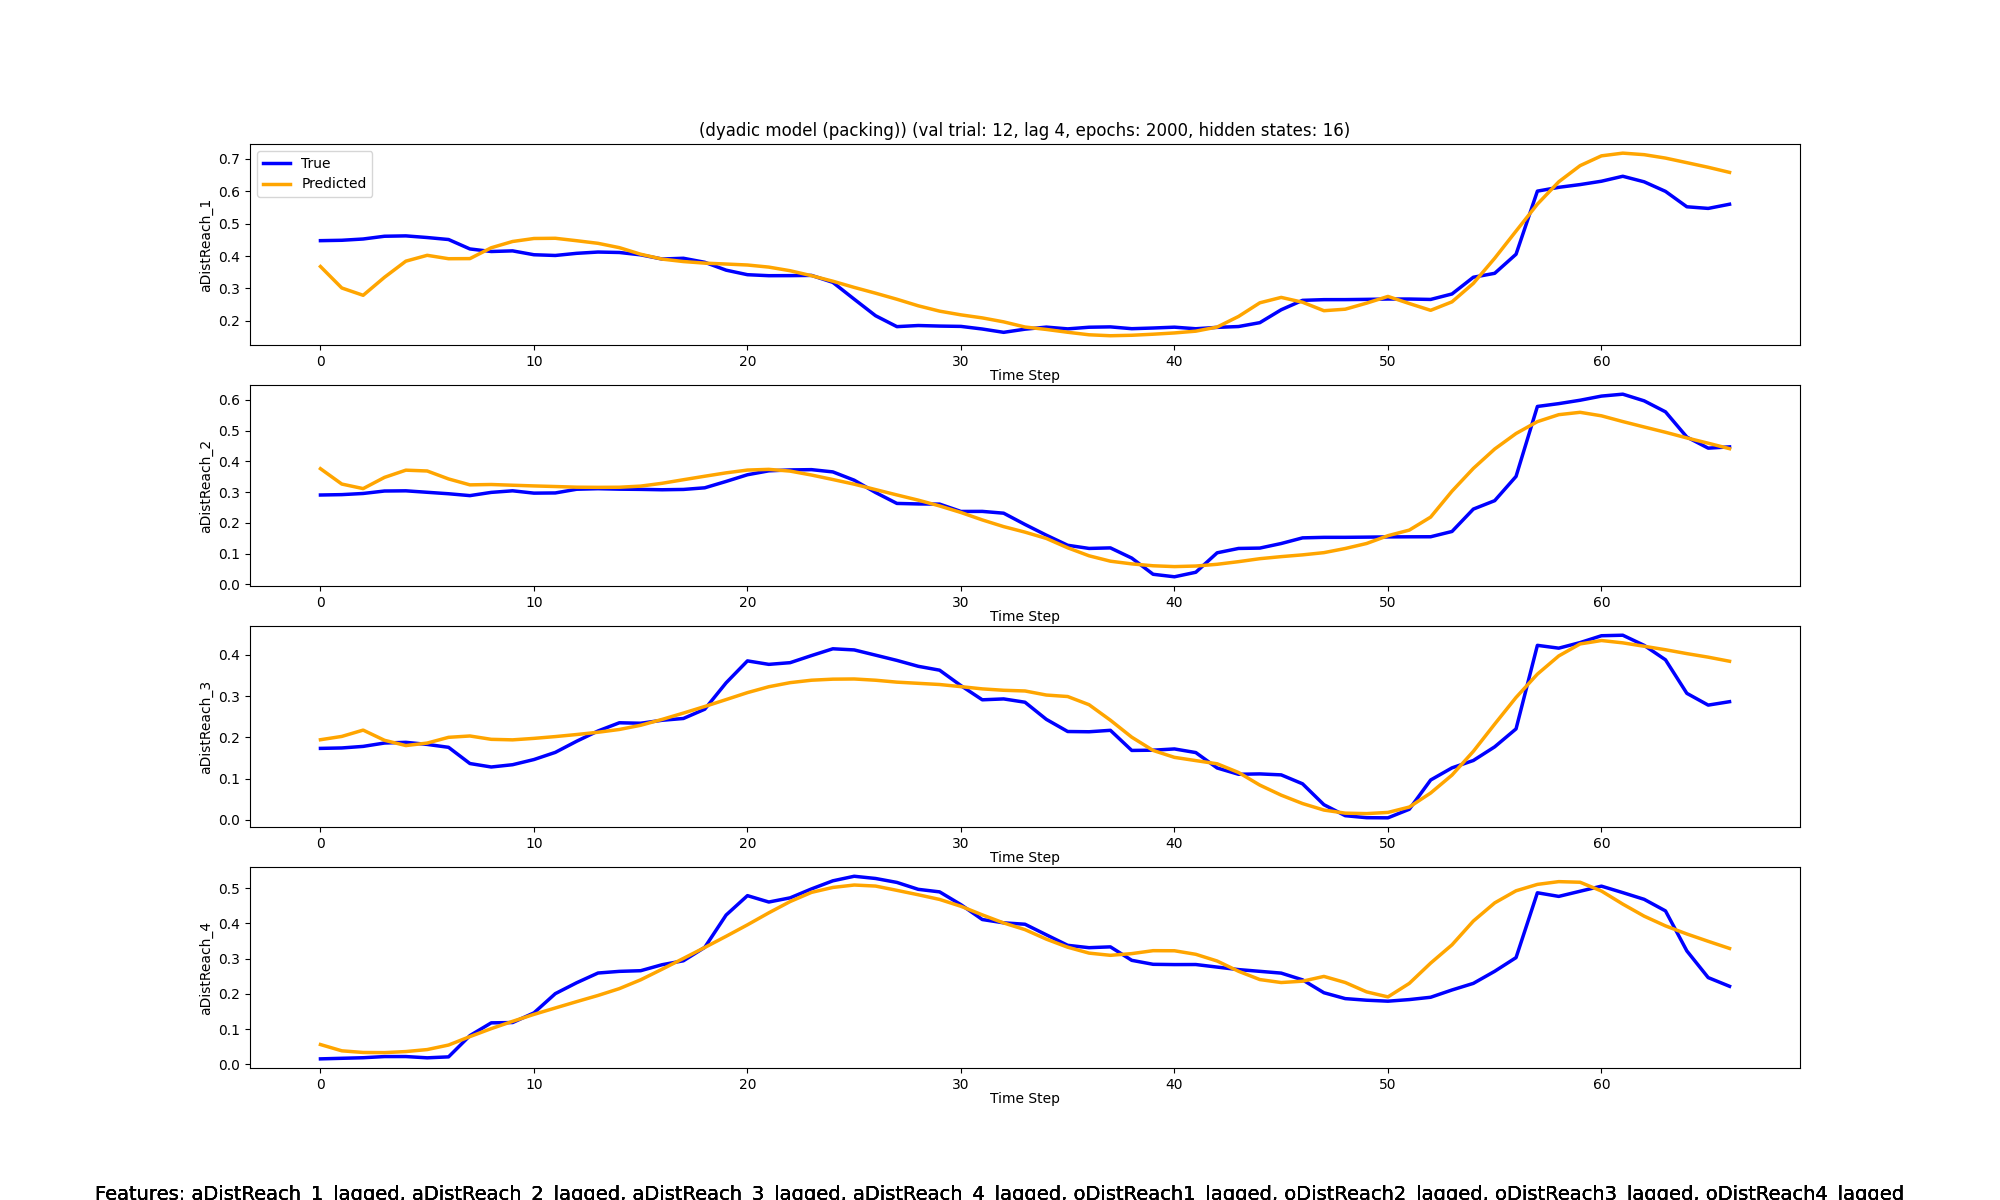 (dyadic model (packing)) (val trial: 12, lag 4, epochs: 2000, hidden states: 16)
True
Predicted
aDistReach_1
0.7
0.6
0.5
0.4
0.3
0.2
0 10 20 30 40 50 60
Time Step
aDistReach_2
0.6
0.5
0.4
0.3
0.2
0.1
0.0
0 10 20 30 40 50 60
Time Step
aDistReach_3
0.4
0.3
0.2
0.1
0.0
0 10 20 30 40 50 60
Time Step
aDistReach_4
0.5
0.4
0.3
0.2
0.1
0.0
0 10 20 30 40 50 60
Time Step
Features: aDistReach_1_lagged, aDistReach_2_lagged, aDistReach_3_lagged, aDistReach_4_lagged, oDistReach1_lagged, oDistReach2_lagged, oDistReach3_lagged, oDistReach4_lagged